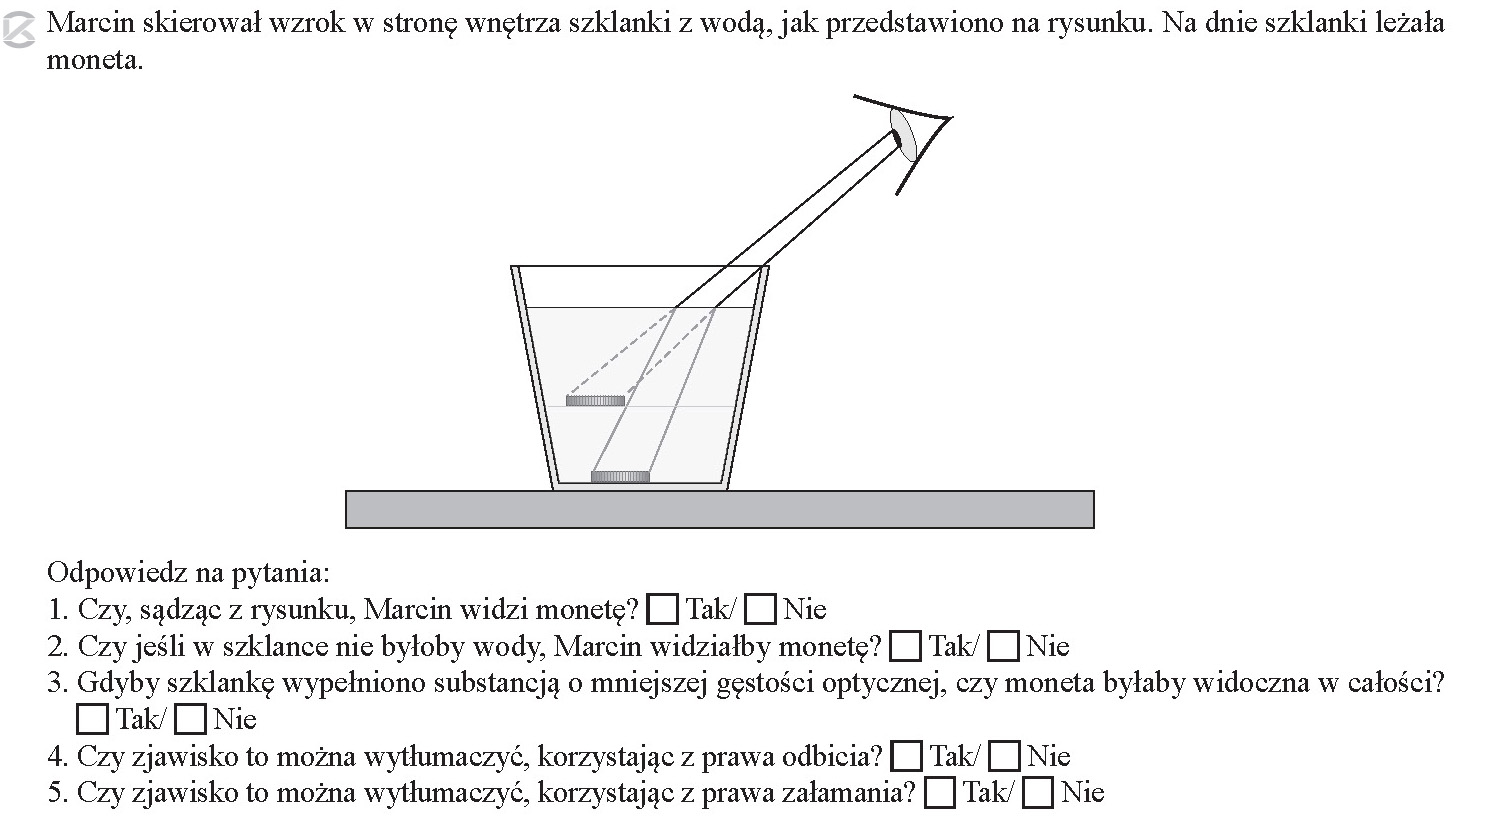 Marcin skierował wzrok w stronę wnętrza szklanki z wodą, jak przedstawiono na rysunku. Na dnie szklanki leżała
moneta.
Odpowiedz na pytania:
1. Czy, sądząc z rysunku, Marcin widzi monetę? □ Tak/ □ Nie
2. Czy jeśli w szklance nie byłoby wody, Marcin widziałby monetę? □ Tak/ □ Nie
3. Gdyby szklankę wypełniono substancją o mniejszej gęstości optycznej, czy moneta byłaby widoczna w całości?
□ Tak/ □ Nie
4. Czy zjawisko to można wytłumaczyć, korzystając z prawa odbicia? □ Tak/ □ Nie
5. Czy zjawisko to można wytłumaczyć, korzystając z prawa załamania? □ Tak/ □ Nie